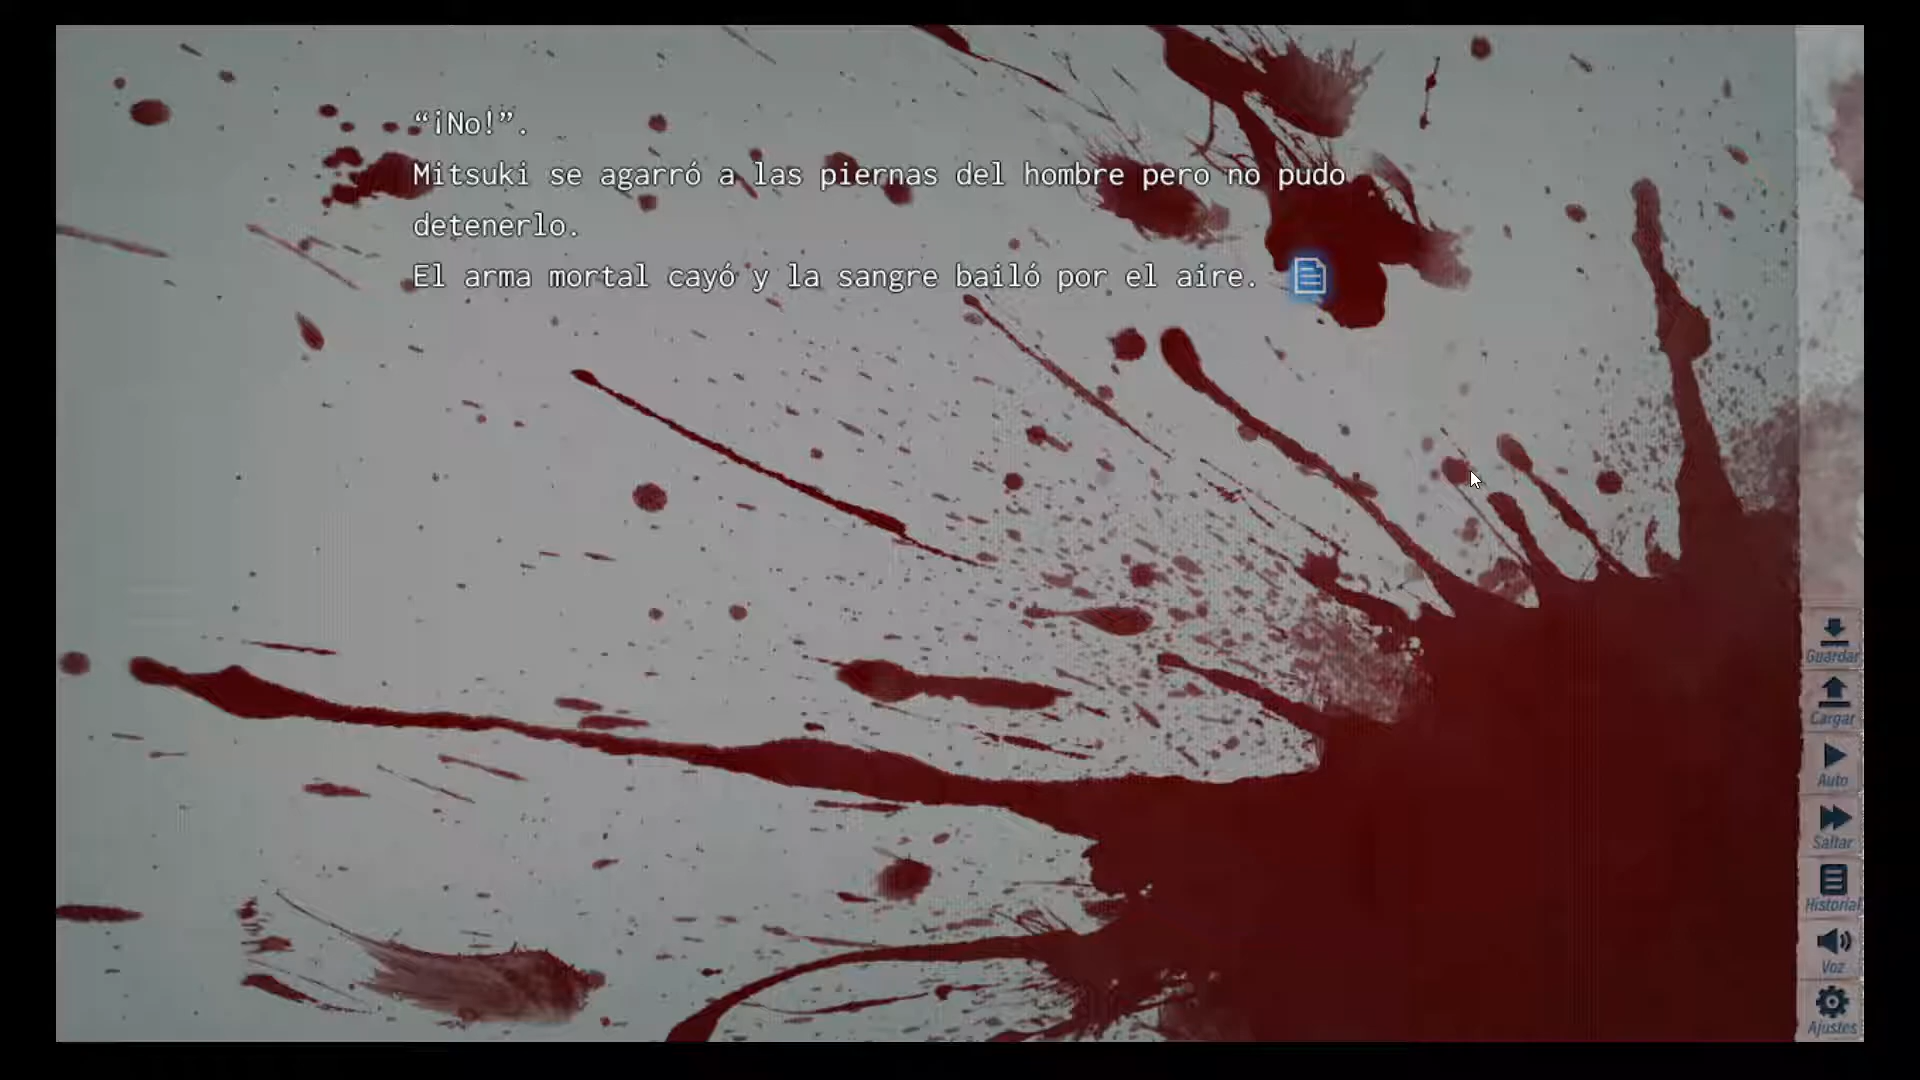 “¡No!”.
Mitsuki se agarró a las piernas del hombre pero no pudo
detenerlo.
El arma mortal cayó y la sangre bailó por el aire.
Guardar
Cargar
Auto
Saltar
Historial
Voz
Ajustes